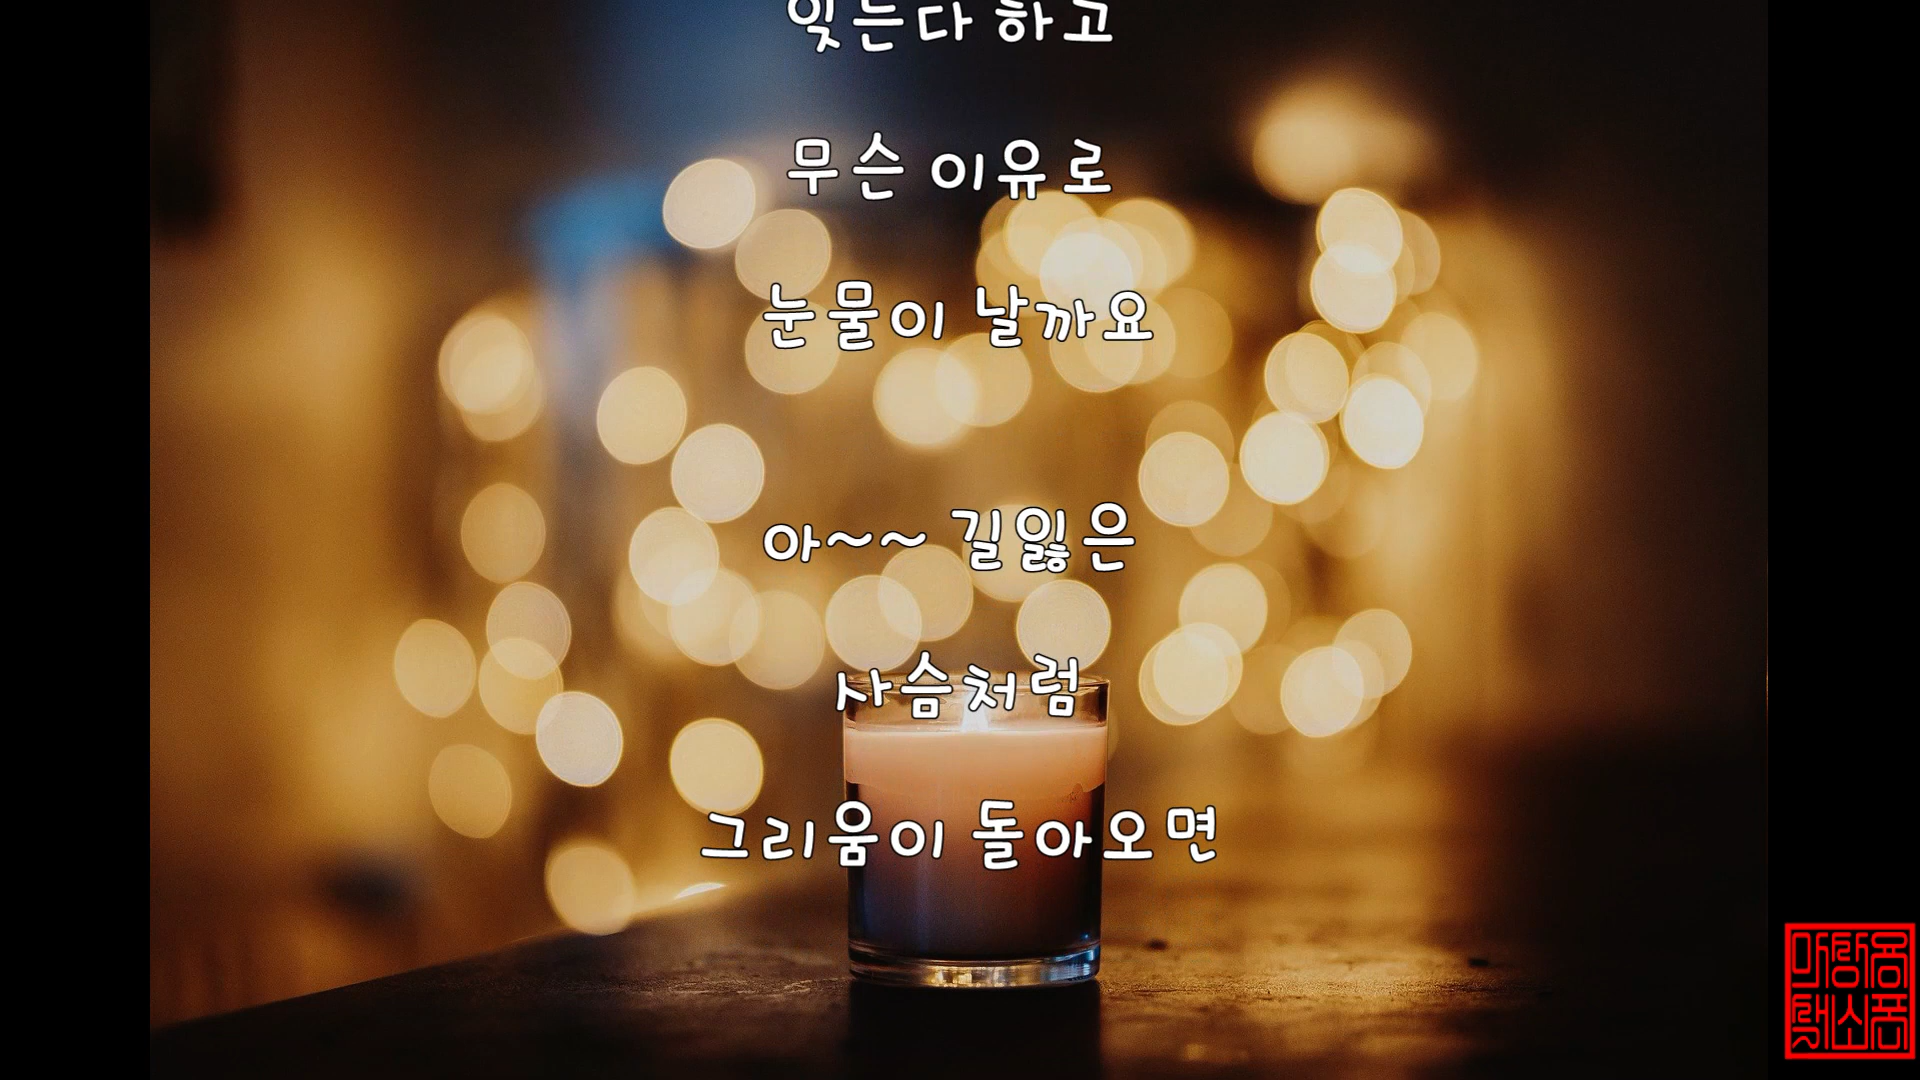 잊는다 하고
무슨 이유로
눈물이 날까요
아~~ 길잃은
사슴처럼
그리움이 돌아오면